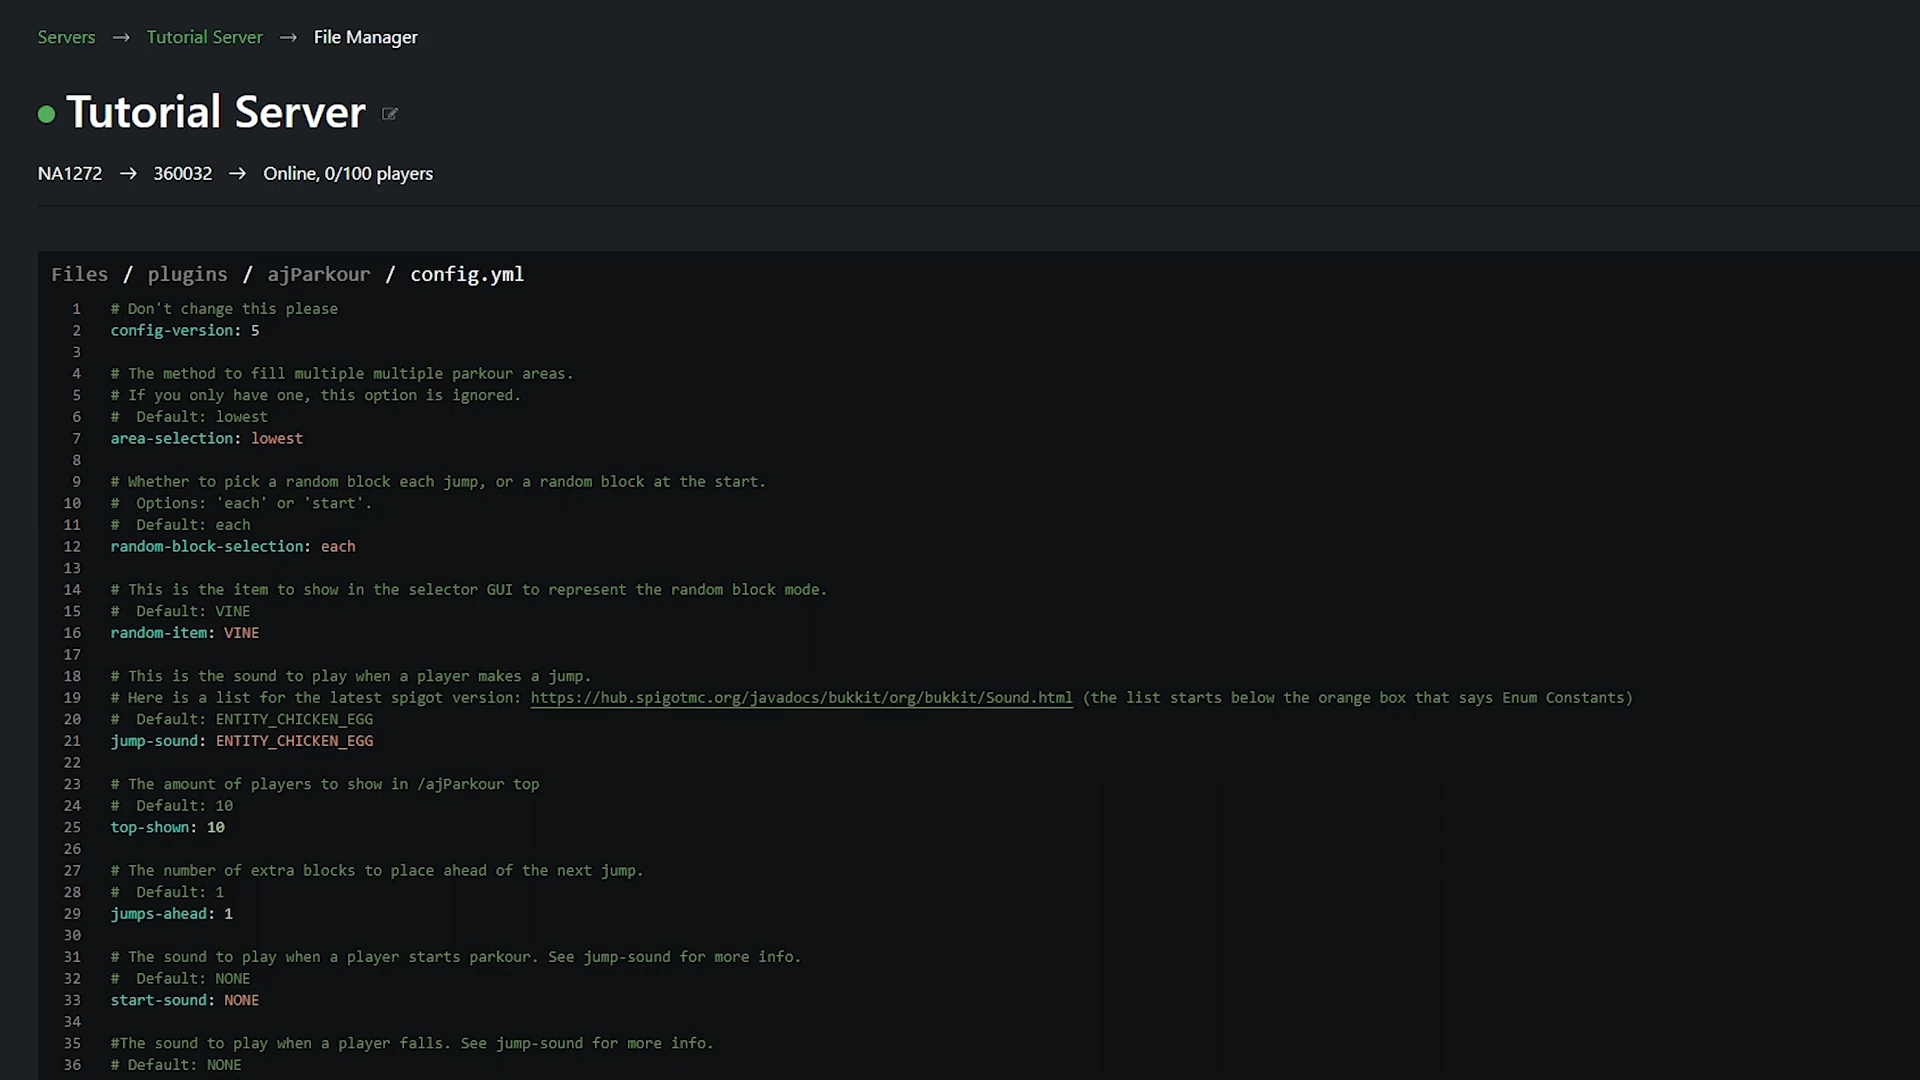 Servers → Tutorial Server → File Manager
Tutorial Server
NA1272 → 360032 → Online, 0/100 players
Files / plugins / ajParkour / config.yml
1 # Don't change this please
2 config-version: 5
3
4 # The method to fill multiple multiple parkour areas.
5 # If you only have one, this option is ignored.
6 #  Default: lowest
7 area-selection: lowest
8
9 # Whether to pick a random block each jump, or a random block at the start.
10 #  Options: 'each' or 'start'.
11 #  Default: each
12 random-block-selection: each
13
14 # This is the item to show in the selector GUI to represent the random block mode.
15 #  Default: VINE
16 random-item: VINE
17
18 # This is the sound to play when a player makes a jump.
19 # Here is a list for the latest spigot version: https://hub.spigotmc.org/javadocs/bukkit/org/bukkit/Sound.html (the list starts below the orange box that says Enum Constants)
20 #  Default: ENTITY_CHICKEN_EGG
21 jump-sound: ENTITY_CHICKEN_EGG
22
23 # The amount of players to show in /ajParkour top
24 #  Default: 10
25 top-shown: 10
26
27 # The number of extra blocks to place ahead of the next jump.
28 #  Default: 1
29 jumps-ahead: 1
30
31 # The sound to play when a player starts parkour. See jump-sound for more info.
32 #  Default: NONE
33 start-sound: NONE
34
35 #The sound to play when a player falls. See jump-sound for more info.
36 # Default: NONE